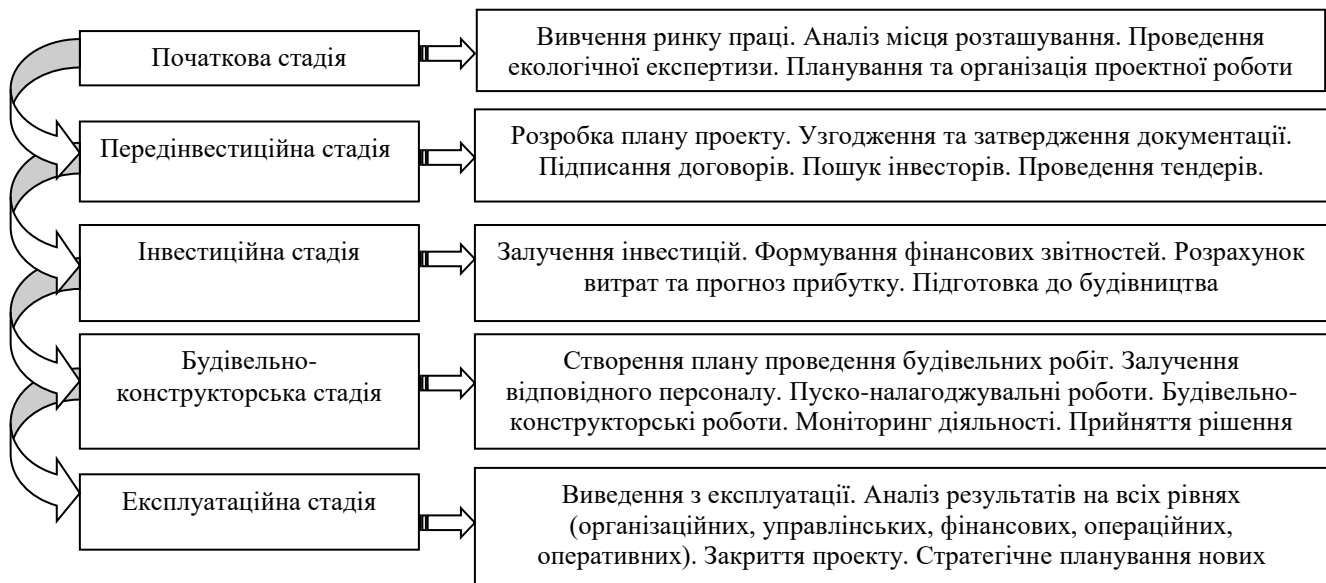 Початкова стадія
Вивчення ринку праці. Аналіз місця розташування. Проведення
екологічної експертизи. Планування та організація проектної роботи
Передінвестиційна стадія
Розробка плану проекту. Узгодження та затвердження документації.
Підписання договорів. Пошук інвесторів. Проведення тендерів.
Інвестиційна стадія
Залучення інвестицій. Формування фінансових звітностей. Розрахунок
витрат та прогноз прибутку. Підготовка до будівництва
Будівельно-
конструкторська стадія
Створення плану проведення будівельних робіт. Залучення
відповідного персоналу. Пуско-налагоджувальні роботи. Будівельно-
конструкторські роботи. Моніторинг діяльності. Прийняття рішення
Експлуатаційна стадія
Виведення з експлуатації. Аналіз результатів на всіх рівнях
(організаційних, управлінських, фінансових, операційних,
оперативних). Закриття проекту. Стратегічне планування нових